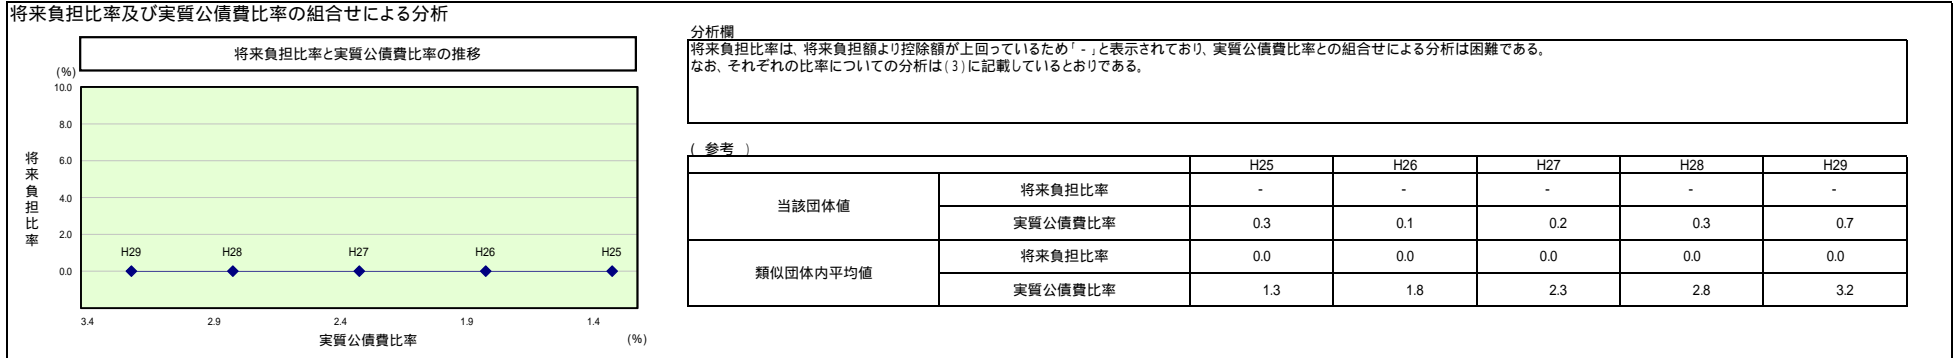 将来負担比率及び実質公債費比率の組合せによる分析
将来負担比率と実質公債費比率の推移
(%)
10.0
8.0
6.0
4.0
2.0
0.0
将来負担比率
H29 H28 H27 H26 H25
3.4 2.9 2.4 1.9 1.4
実質公債費比率 (%)
分析欄
将来負担比率は、将来負担額より控除額が上回っているため「-」と表示されており、実質公債費比率との組合せによる分析は困難である。
なお、それぞれの比率についての分析は(3)に記載しているとおりである。
( 参考 )
H25 H26 H27 H28 H29
当該団体値
将来負担比率 - - - - -
実質公債費比率 0.3 0.1 0.2 0.3 0.7
類似団体内平均値
将来負担比率 0.0 0.0 0.0 0.0 0.0
実質公債費比率 1.3 1.8 2.3 2.8 3.2